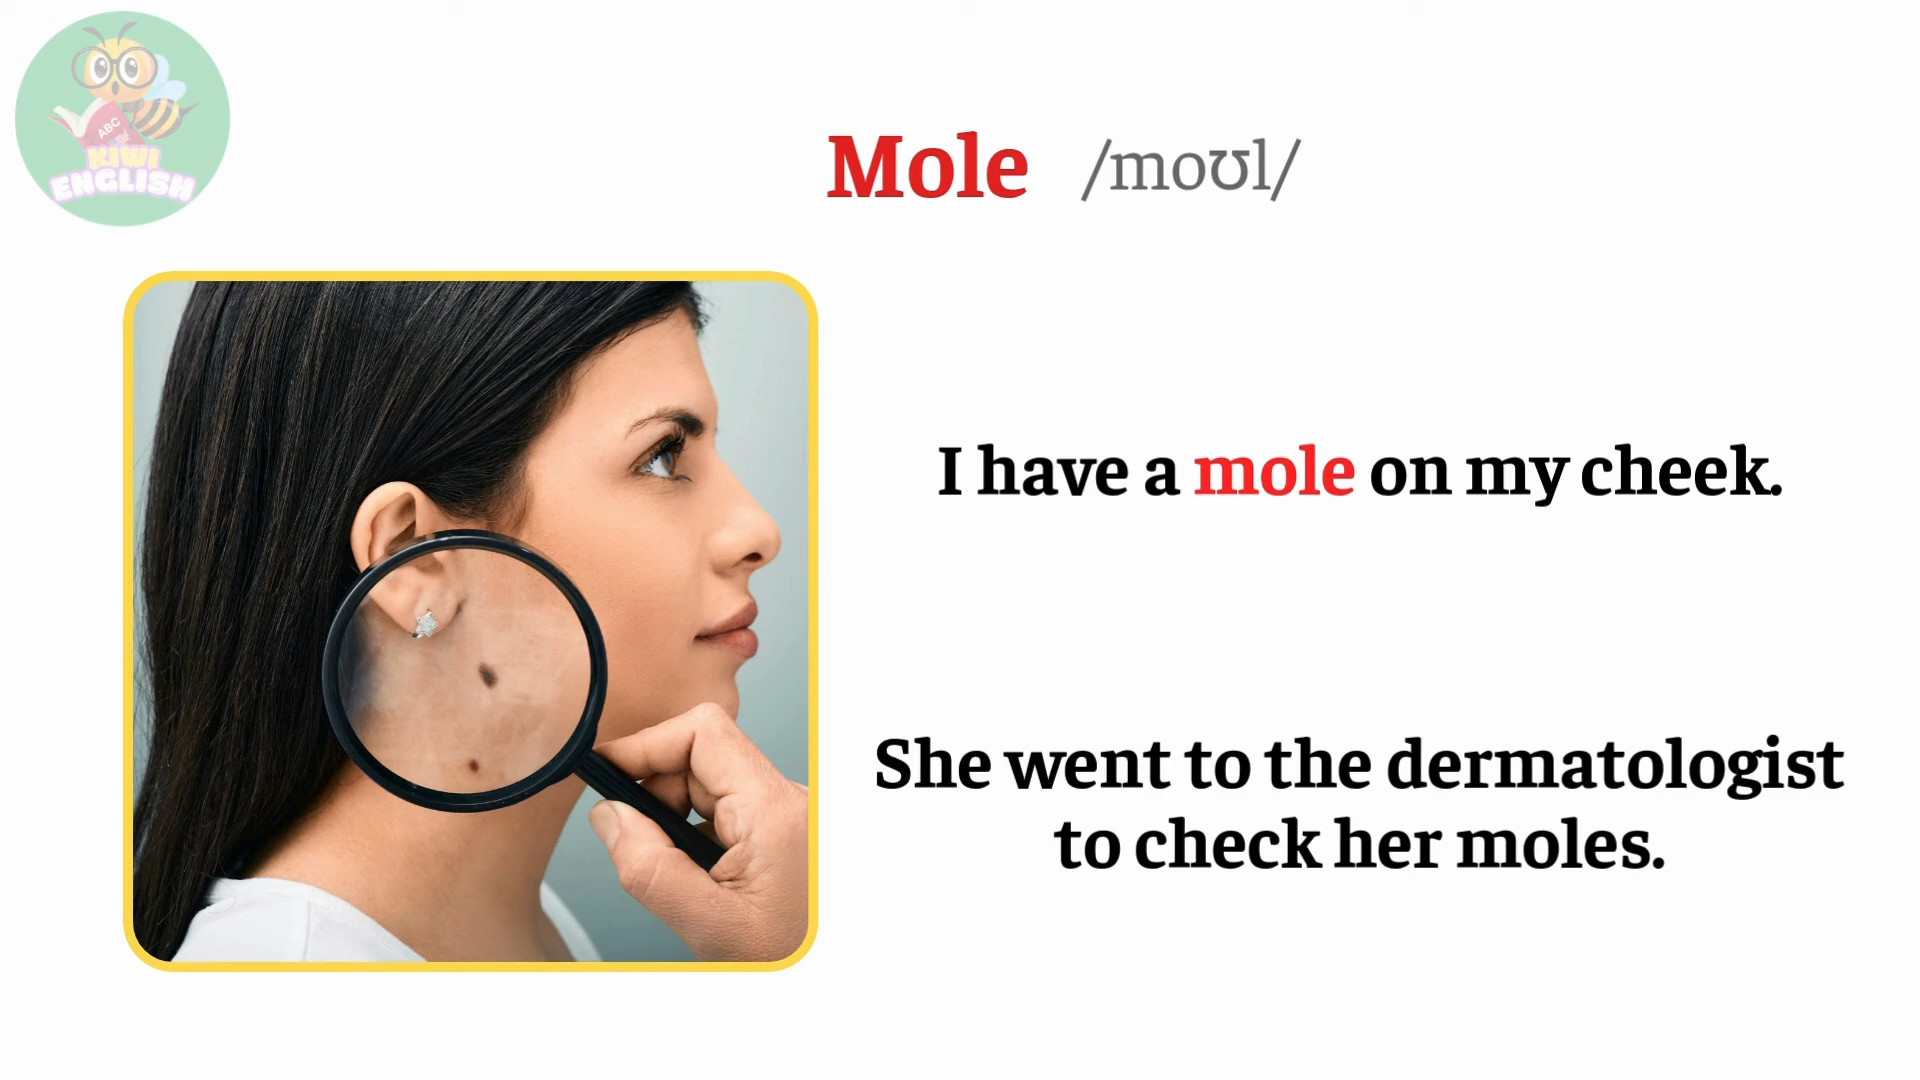 ABC
KIWI
ENGLISH
Mole /moʊl/
I have a mole on my cheek.
She went to the dermatologist
to check her moles.